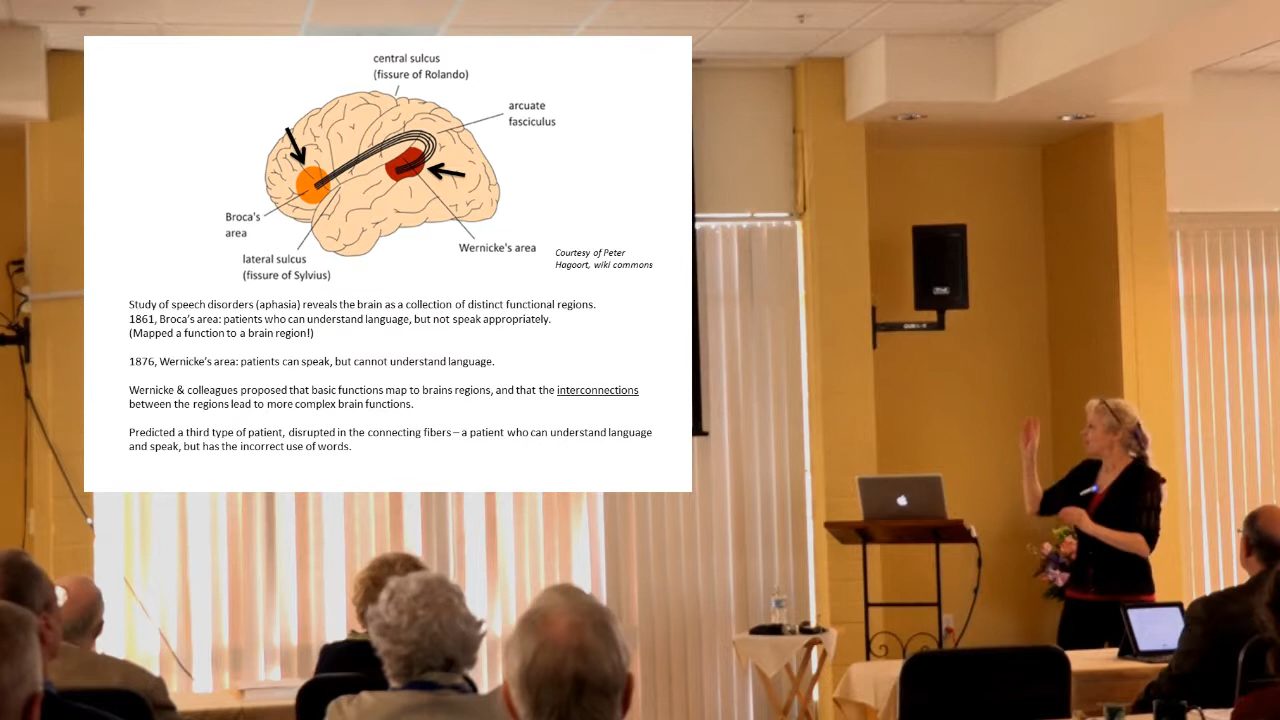 central sulcus
(fissure of Rolando)
arcuate
fasciculus
Broca's
area
Wernicke's area
lateral sulcus
(fissure of Sylvius)
Courtesy of Peter
Hagoort, wiki commons
Study of speech disorders (aphasia) reveals the brain as a collection of distinct functional regions.
1861, Broca's area: patients who can understand language, but not speak appropriately.
(Mapped a function to a brain region!)
1876, Wernicke's area: patients can speak, but cannot understand language.
Wernicke & colleagues proposed that basic functions map to brains regions, and that the interconnections
between the regions lead to more complex brain functions.
Predicted a third type of patient, disrupted in the connecting fibers – a patient who can understand language
and speak, but has the incorrect use of words.